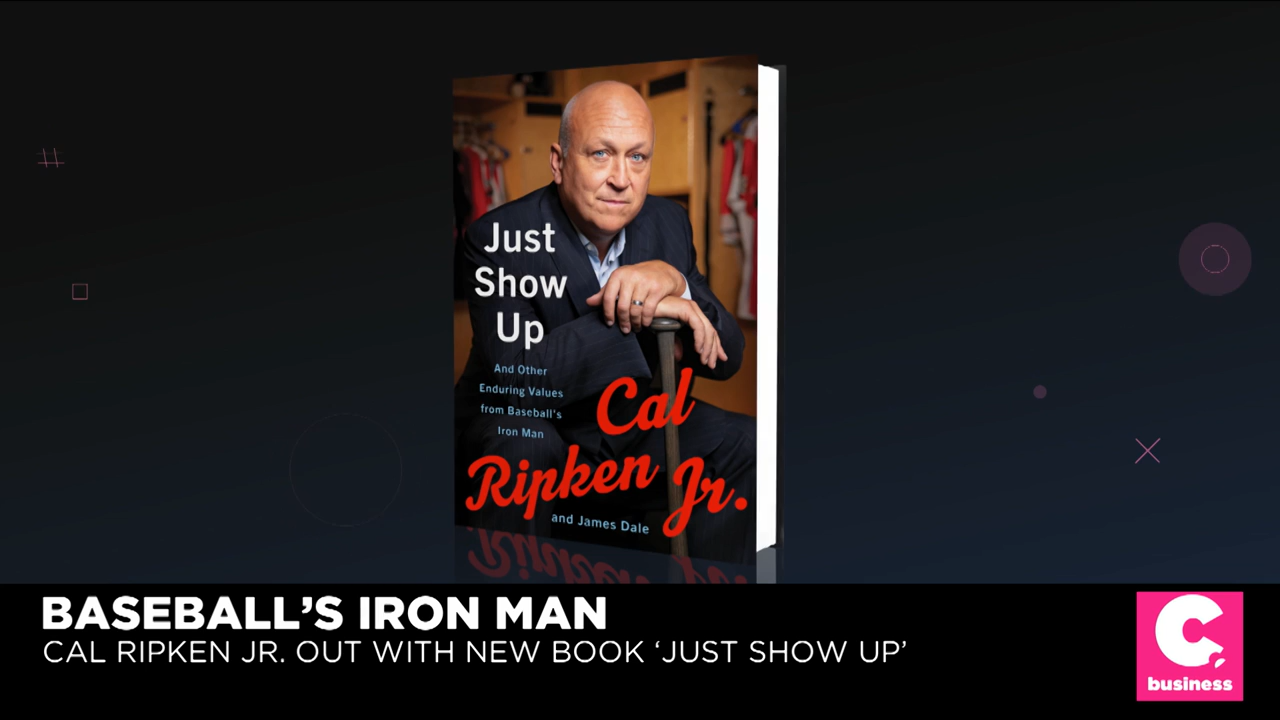 Just
Show
Up
And Other
Enduring Values
from Baseball's
Iron Man
Cal
Ripken Jr.
and James Dale
BASEBALL'S IRON MAN
CAL RIPKEN JR. OUT WITH NEW BOOK ‘JUST SHOW UP’
C
business